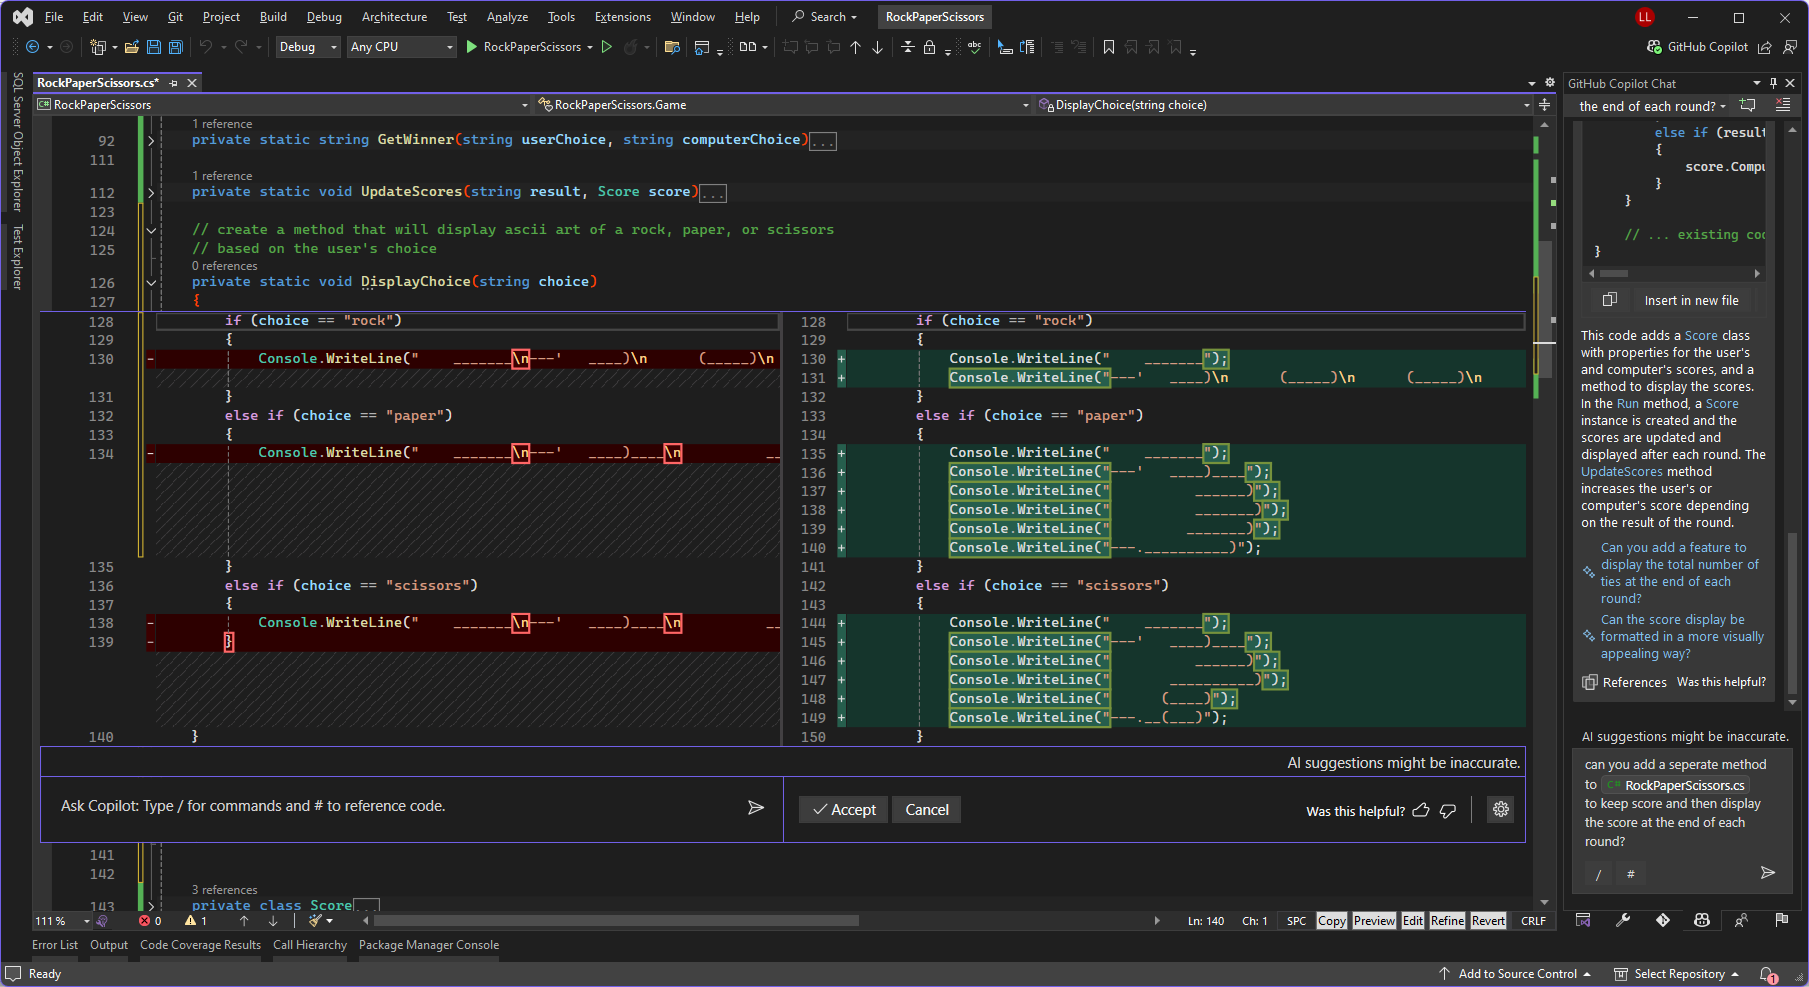 File Edit View Git Project Build Debug Architecture Test Analyze Tools Extensions Window Help Search RockPaperScissors LL
Debug Any CPU RockPaperScissors GitHub Copilot
SQL Server Object Explorer
Test Explorer
RockPaperScissors.cs*
RockPaperScissors RockPaperScissors.Game DisplayChoice(string choice)
1 reference
92 private static string GetWinner(string userChoice, string computerChoice)...
111
1 reference
112 private static void UpdateScores(string result, Score score)...
123
124 // create a method that will display ascii art of a rock, paper, or scissors
125 // based on the user's choice
0 references
126 private static void DisplayChoice(string choice)
127 {
128 if (choice == "rock")
129 {
130 - Console.WriteLine("    _______\n---'   ____)\n      (_____)\n
131 }
132 else if (choice == "paper")
133 {
134 - Console.WriteLine("    _______\n---'   ____)____\n          __
135 }
136 else if (choice == "scissors")
137 {
138 - Console.WriteLine("    _______\n---'   ____)____\n          __
139 - }
140 }
128 if (choice == "rock")
129 {
130 + Console.WriteLine("    _______");
131 + Console.WriteLine("---'   ____)\n      (_____)\n      (_____)\n
132 }
133 else if (choice == "paper")
134 {
135 + Console.WriteLine("    _______");
136 + Console.WriteLine("---'   ____)____");
137 + Console.WriteLine("          ______)");
138 + Console.WriteLine("          _______)");
139 + Console.WriteLine("         _______)");
140 + Console.WriteLine("---.__________)");
141 }
142 else if (choice == "scissors")
143 {
144 + Console.WriteLine("    _______");
145 + Console.WriteLine("---'   ____)____");
146 + Console.WriteLine("          ______)");
147 + Console.WriteLine("       __________)");
148 + Console.WriteLine("      (____)");
149 + Console.WriteLine("---.__(___)");
150 }
AI suggestions might be inaccurate.
Ask Copilot: Type / for commands and # to reference code.
Accept Cancel Was this helpful?
141
142
3 references
143 private class Score...
111 % 0 1 Ln: 140 Ch: 1 SPC Copy Preview Edit Refine Revert CRLF
Error List Output Code Coverage Results Call Hierarchy Package Manager Console
Ready Add to Source Control Select Repository 1
GitHub Copilot Chat
the end of each round?
else if (result
{
score.Compu
}
}
// ... existing cod
}
Insert in new file
This code adds a Score class
with properties for the user's
and computer's scores, and a
method to display the scores.
In the Run method, a Score
instance is created and the
scores are updated and
displayed after each round. The
UpdateScores method
increases the user's or
computer's score depending
on the result of the round.
Can you add a feature to
display the total number of
ties at the end of each
round?
Can the score display be
formatted in a more visually
appealing way?
References Was this helpful?
AI suggestions might be inaccurate.
can you add a seperate method
to C# RockPaperScissors.cs
to keep score and then display
the score at the end of each
round?
/ #